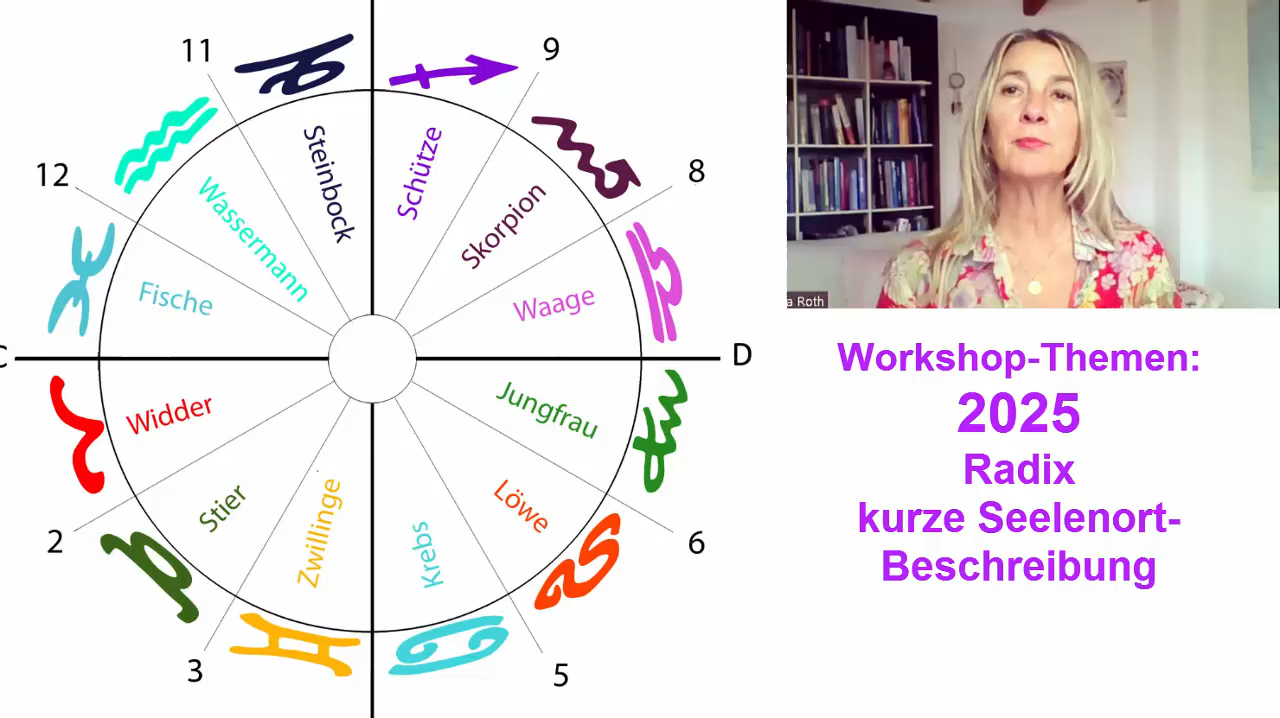 11
9
12
8
C
D
2
6
3
5
Steinbock
Schütze
Wassermann
Skorpion
Fische
Waage
Widder
Jungfrau
Stier
Löwe
Zwillinge
Krebs
a Roth
Workshop-Themen:
2025
Radix
kurze Seelenort-
Beschreibung